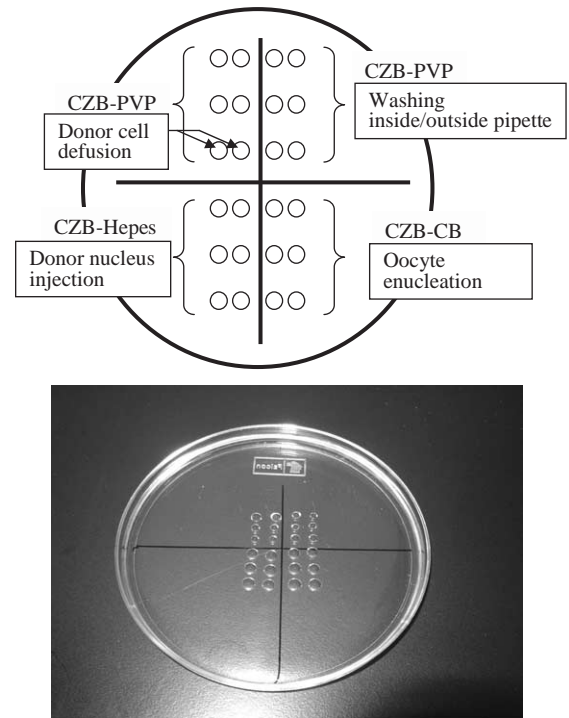 CZB-PVP
Donor cell
defusion
CZB-PVP
Washing
inside/outside pipette
CZB-Hepes
Donor nucleus
injection
CZB-CB
Oocyte
enucleation
Falcon